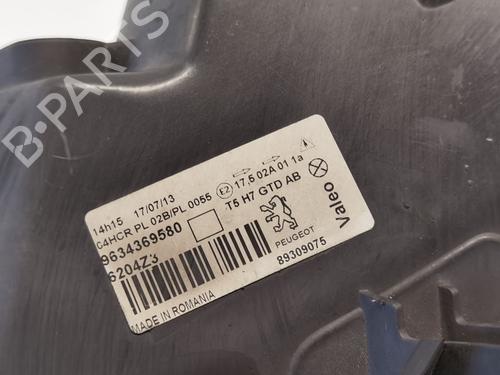 B-PARTS
14h15 17/07/13
C4HCR PL 02B/PL 0055
E2 17,5 02A 01 1a
9634369580
T5 H7 GTD AB
6204Z3
PEUGEOT
Valeo
MADE IN ROMANIA
89309075